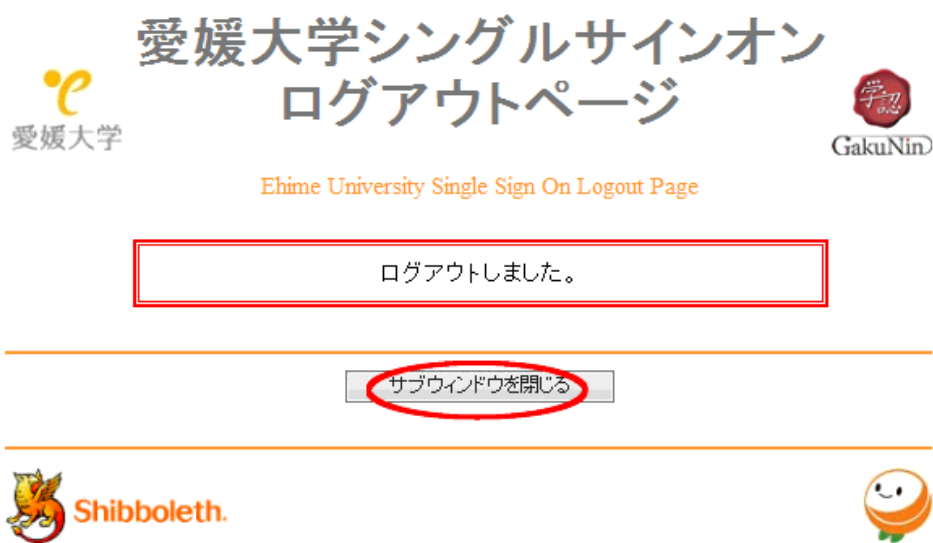 愛媛大学シングルサインオン
ログアウトページ
愛媛大学
学認
GakuNin
Ehime University Single Sign On Logout Page
ログアウトしました。
サブウィンドウを閉じる
Shibboleth.